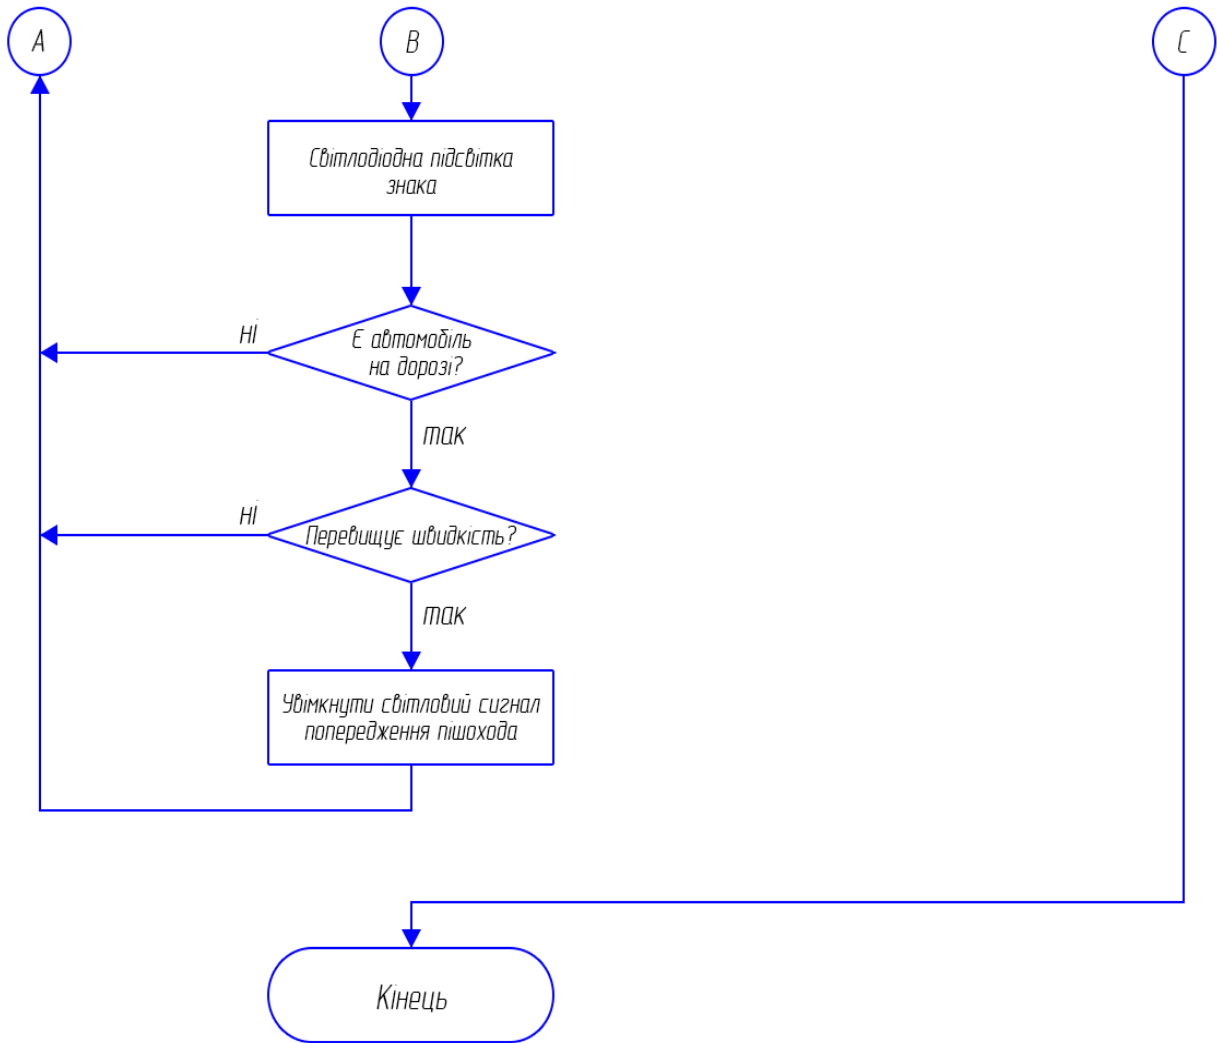 А
В
С
Світлодіодна підсвітка
знака
ні
Є автомобіль
на дорозі?
так
ні
Перевищує швидкість?
так
Увімкнути світловий сигнал
попередження пішохода
Кінець